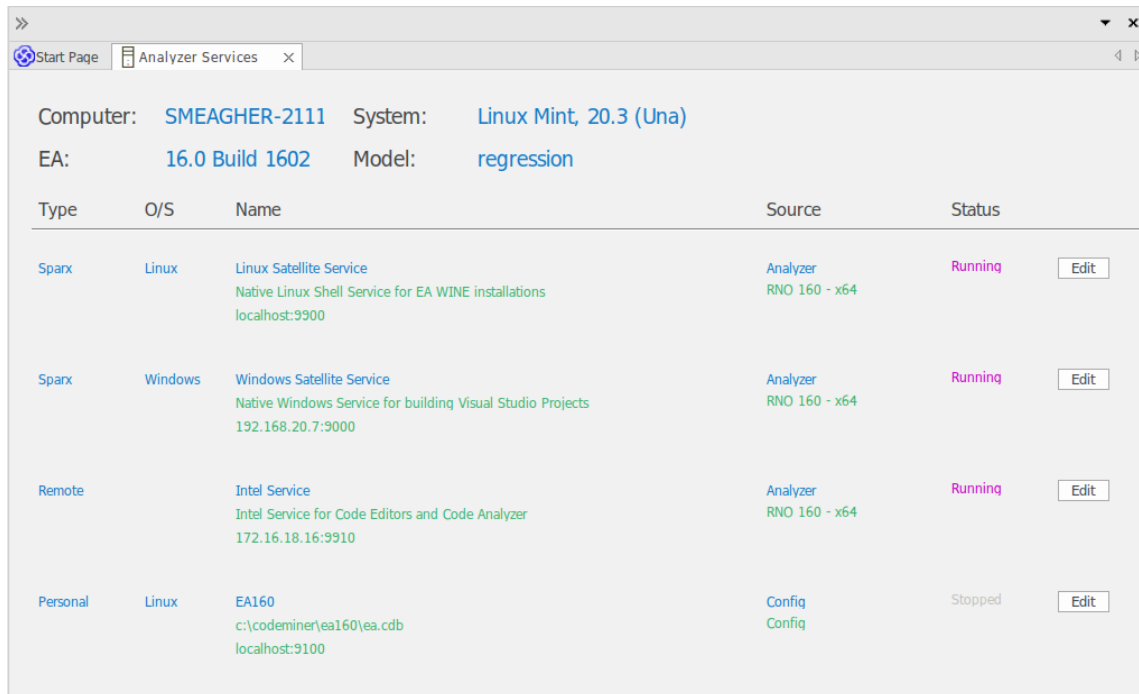 Start Page Analyzer Services
Computer: SMEAGHER-2111 System: Linux Mint, 20.3 (Una)
EA: 16.0 Build 1602 Model: regression
Type O/S Name Source Status
Sparx Linux Linux Satellite Service Analyzer Running Edit
Native Linux Shell Service for EA WINE installations RNO 160 - x64
localhost:9900
Sparx Windows Windows Satellite Service Analyzer Running Edit
Native Windows Service for building Visual Studio Projects RNO 160 - x64
192.168.20.7:9000
Remote Intel Service Analyzer Running Edit
Intel Service for Code Editors and Code Analyzer RNO 160 - x64
172.16.18.16:9910
Personal Linux EA160 Config Stopped Edit
c:\codeminer\ea160\ea.cdb Config
localhost:9100